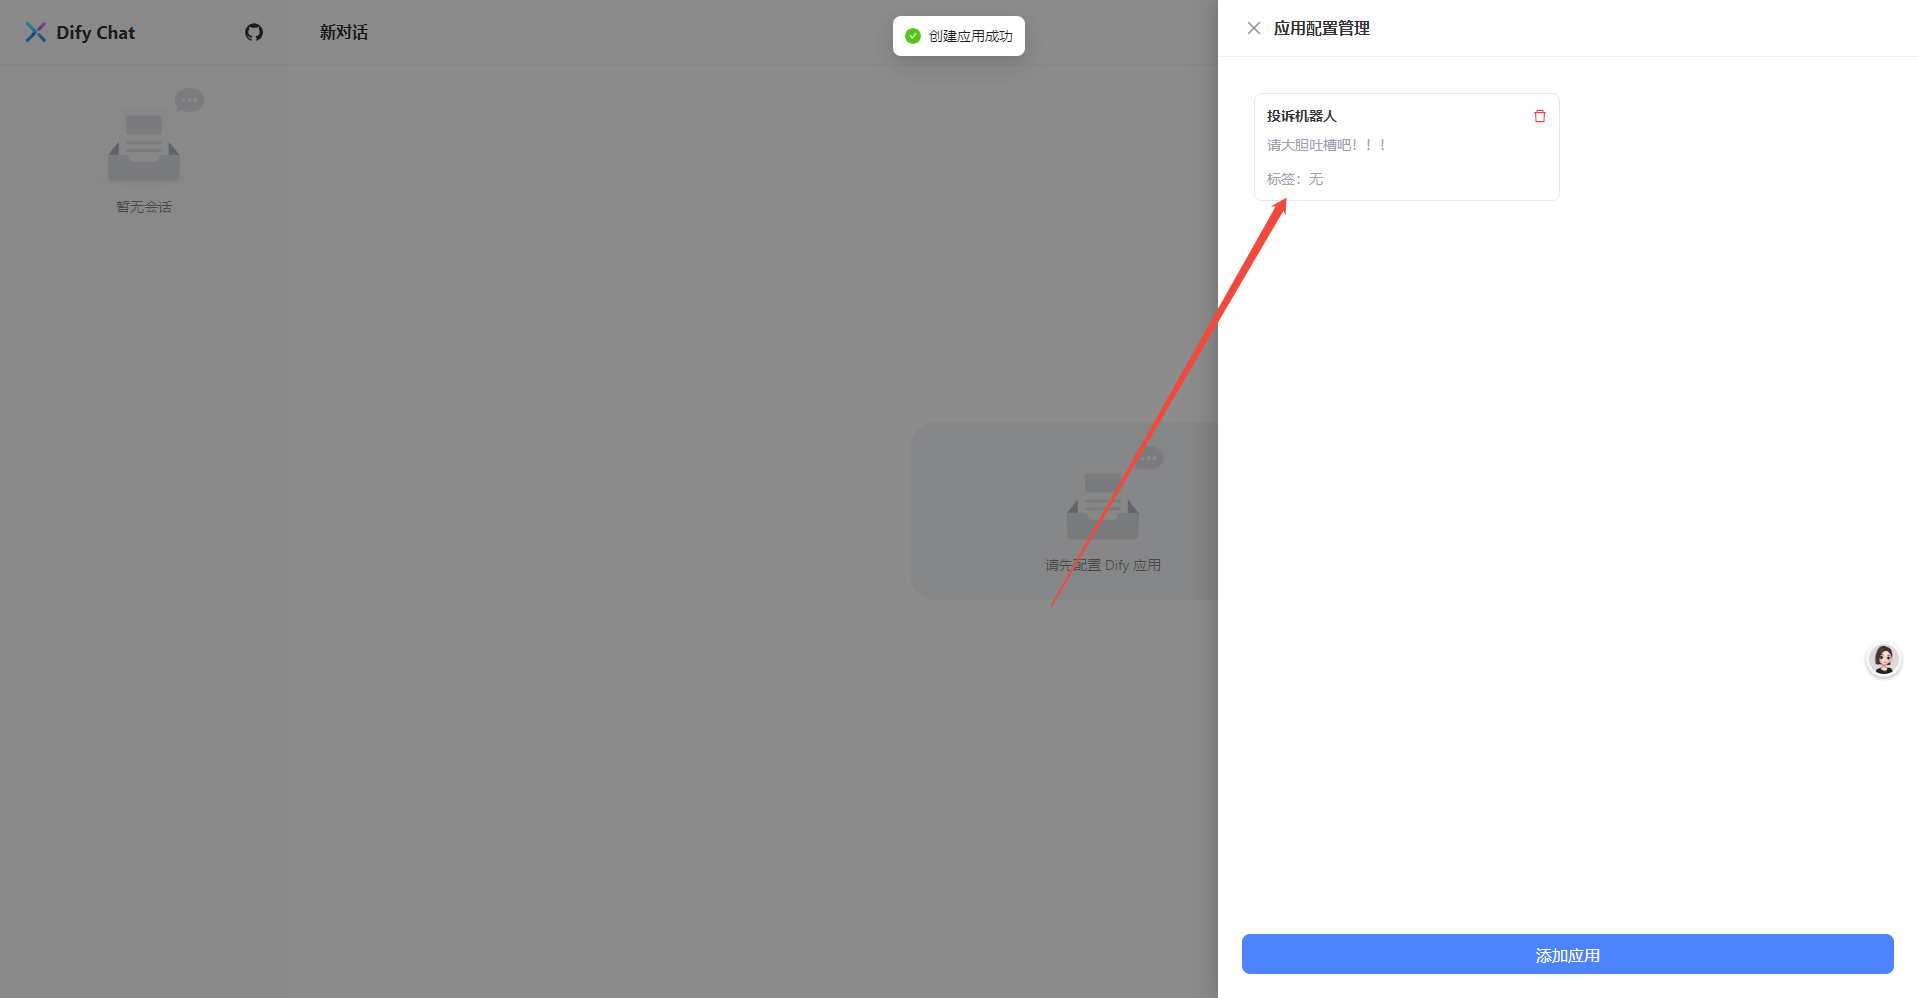 Dify Chat
新对话
创建应用成功
暂无会话
请先配置 Dify 应用
应用配置管理
投诉机器人
请大胆吐槽吧！！！
标签：无
添加应用